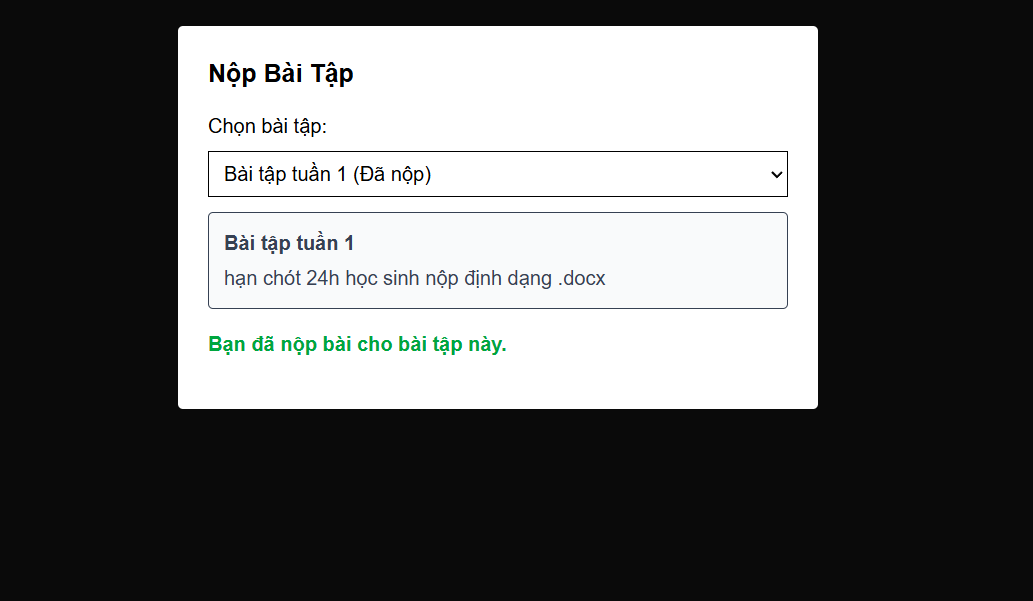 Nộp Bài Tập
Chọn bài tập:
Bài tập tuần 1 (Đã nộp)
Bài tập tuần 1
hạn chót 24h học sinh nộp định dạng .docx
Bạn đã nộp bài cho bài tập này.